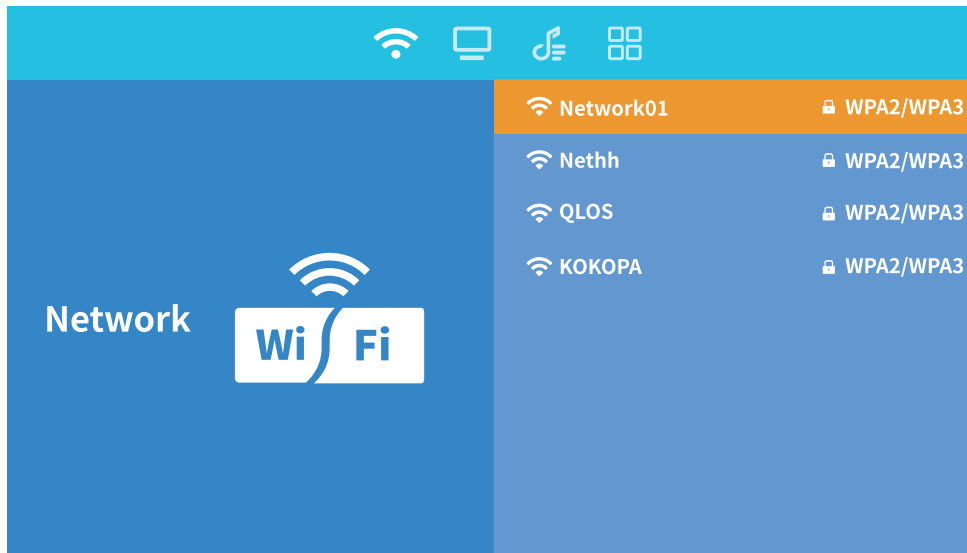 Network01 WPA2/WPA3
Nethh WPA2/WPA3
QLOS WPA2/WPA3
KOKOPA WPA2/WPA3
Network
Wi Fi